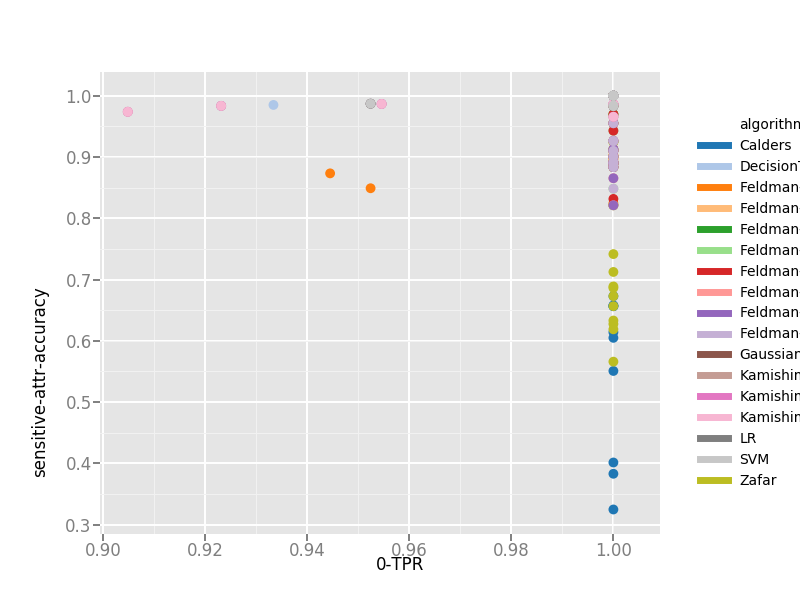 1.0
0.9
0.8
0.7
0.6
0.5
0.4
0.3
sensitive-attr-accuracy
0.90
0.92
0.94
0.96
0.98
1.00
0-TPR
algorithm
Calders
Decision
Feldman
Feldman
Feldman
Feldman
Feldman
Feldman
Feldman
Feldman
Gaussian
Kamishim
Kamishim
Kamishim
LR
SVM
Zafar